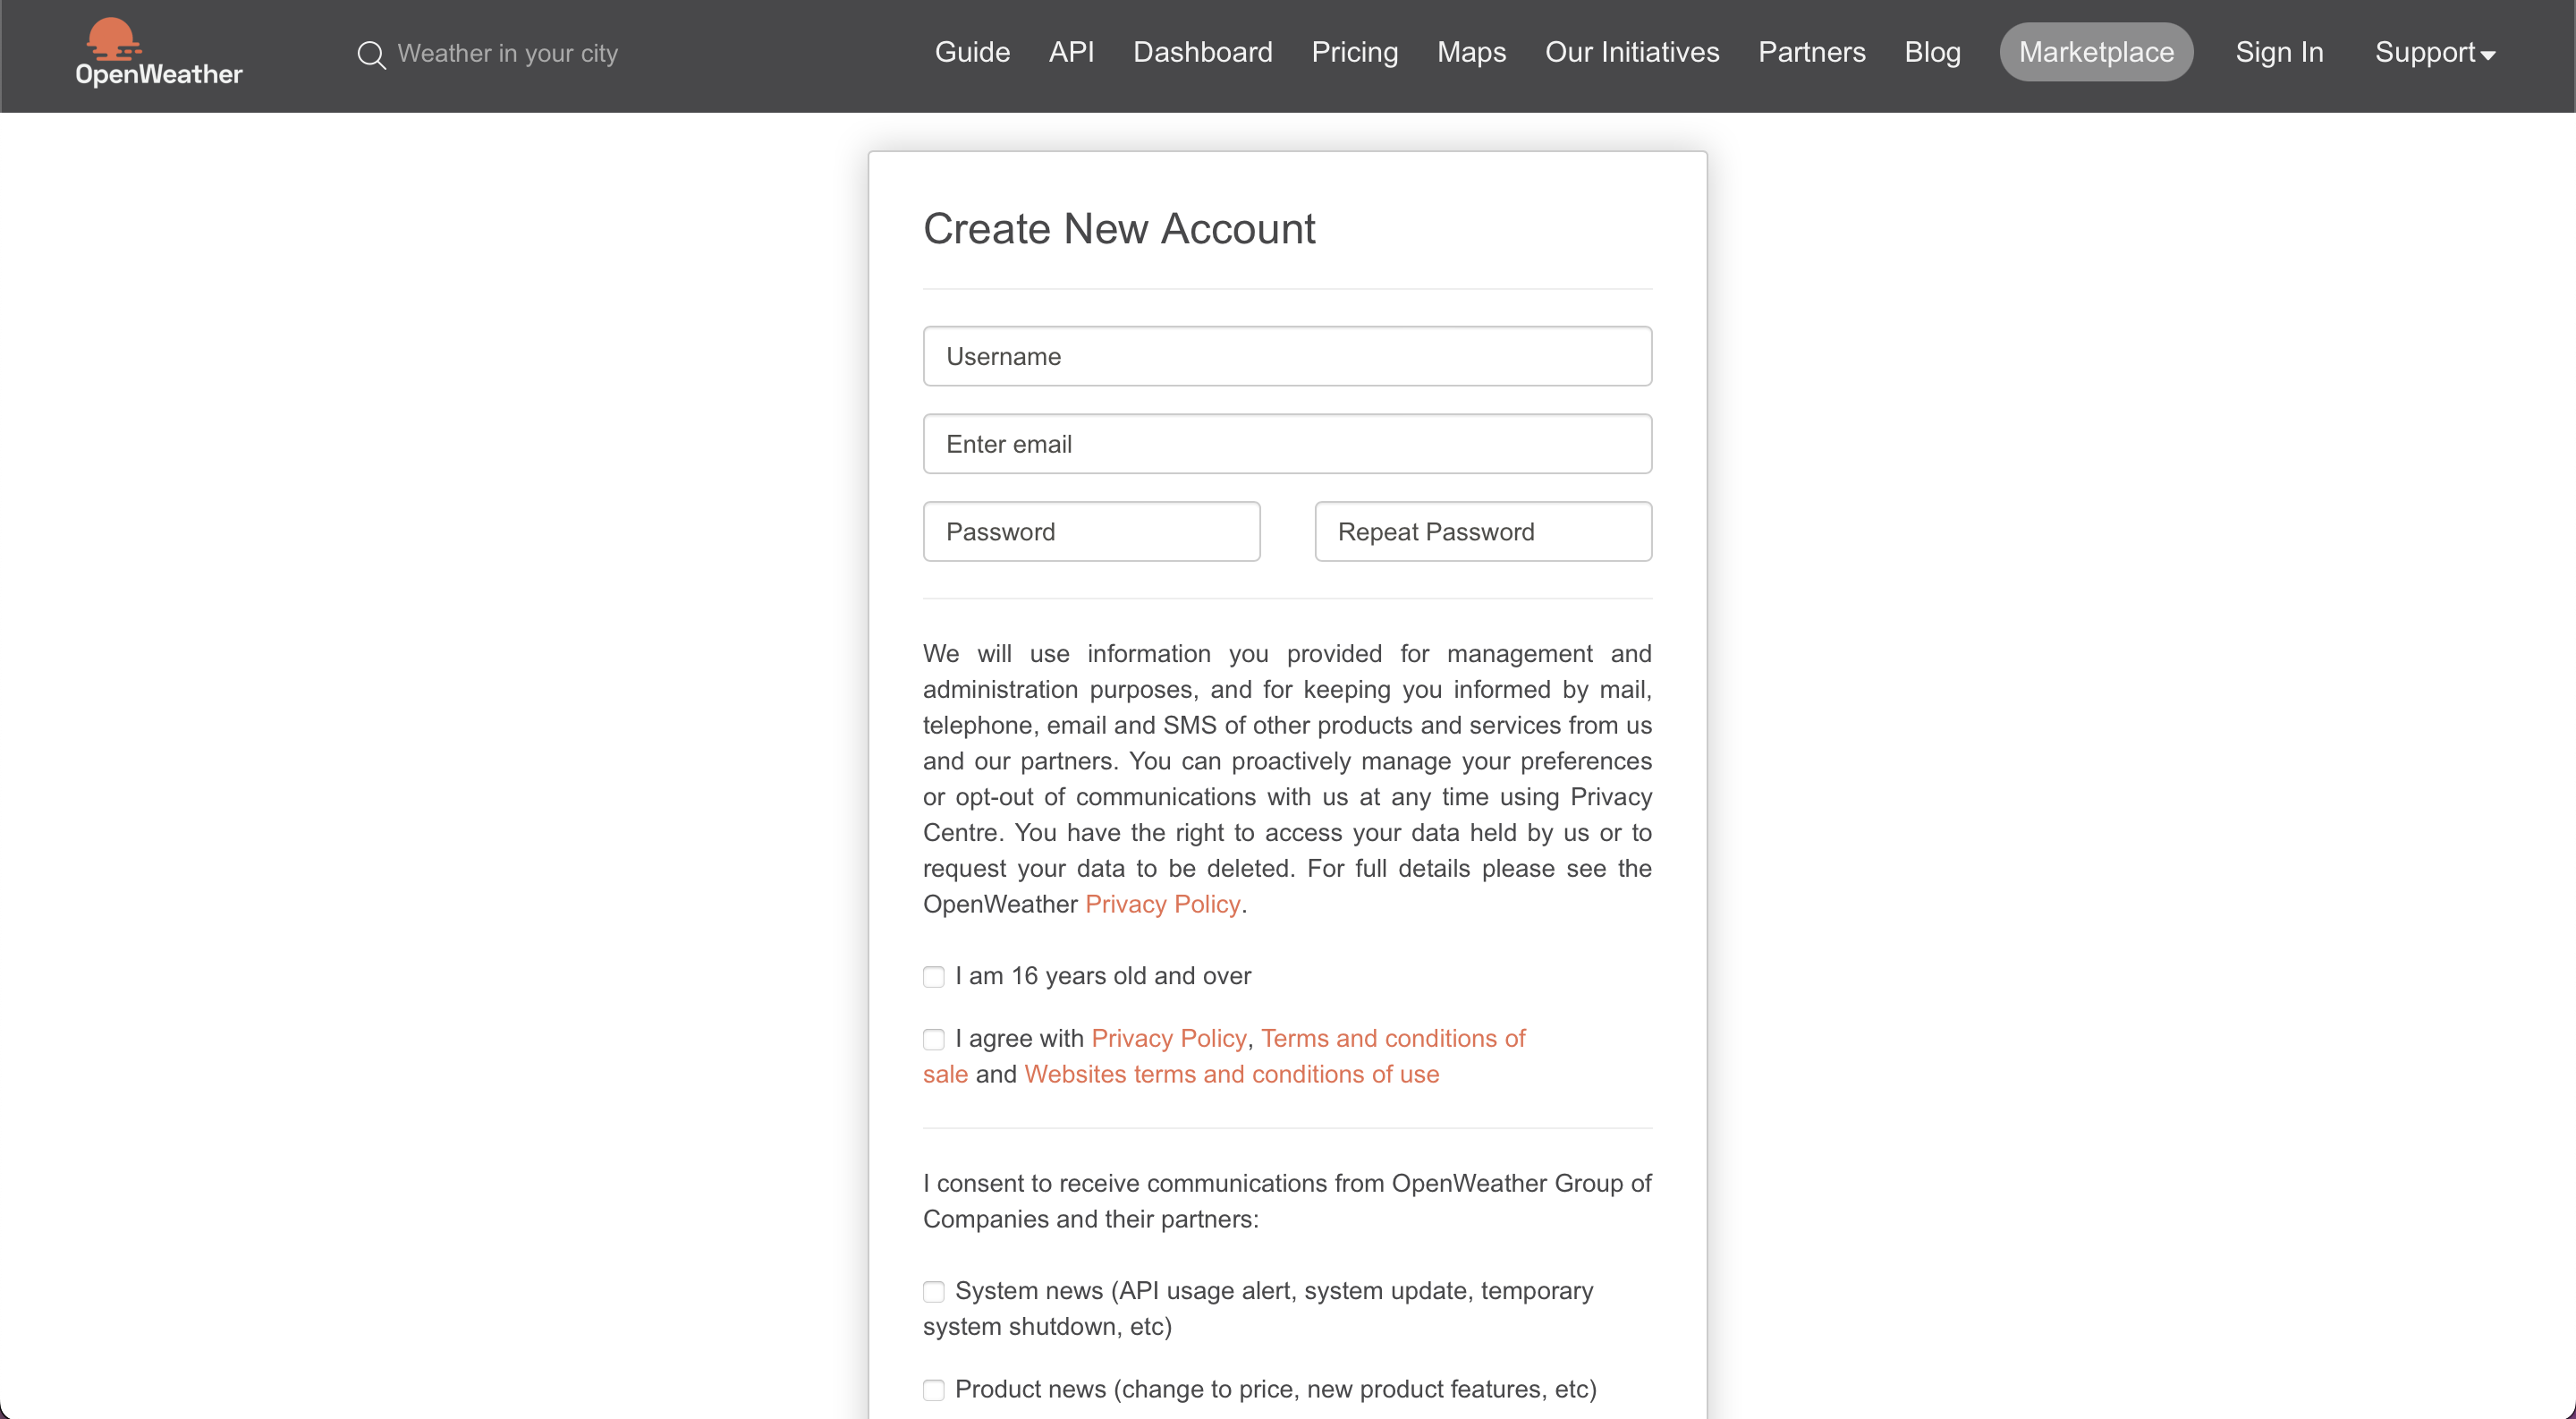 OpenWeather
Weather in your city
Guide API Dashboard Pricing Maps Our Initiatives Partners Blog Marketplace Sign In Support
Create New Account
Username
Enter email
Password Repeat Password
We will use information you provided for management and
administration purposes, and for keeping you informed by mail,
telephone, email and SMS of other products and services from us
and our partners. You can proactively manage your preferences
or opt-out of communications with us at any time using Privacy
Centre. You have the right to access your data held by us or to
request your data to be deleted. For full details please see the
OpenWeather Privacy Policy.
I am 16 years old and over
I agree with Privacy Policy, Terms and conditions of
sale and Websites terms and conditions of use
I consent to receive communications from OpenWeather Group of
Companies and their partners:
System news (API usage alert, system update, temporary
system shutdown, etc)
Product news (change to price, new product features, etc)